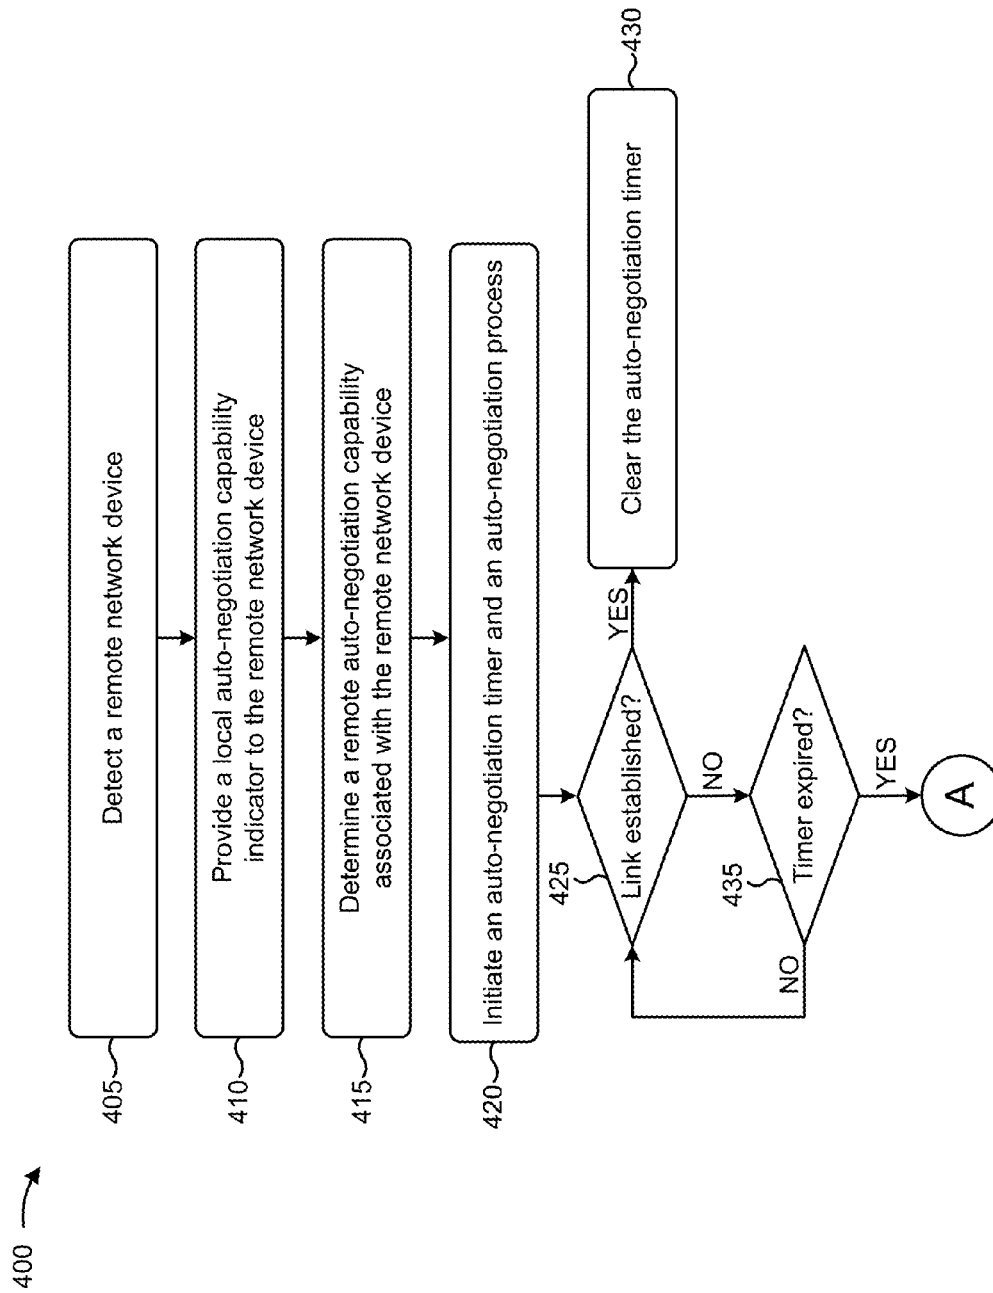 400
405
Detect a remote network device
410
Provide a local auto-negotiation capability
indicator to the remote network device
415
Determine a remote auto-negotiation capability
associated with the remote network device
420
Initiate an auto-negotiation timer and an auto-negotiation process
425
Link established?
YES
Clear the auto-negotiation timer
430
NO
435
Timer expired?
NO
YES
A